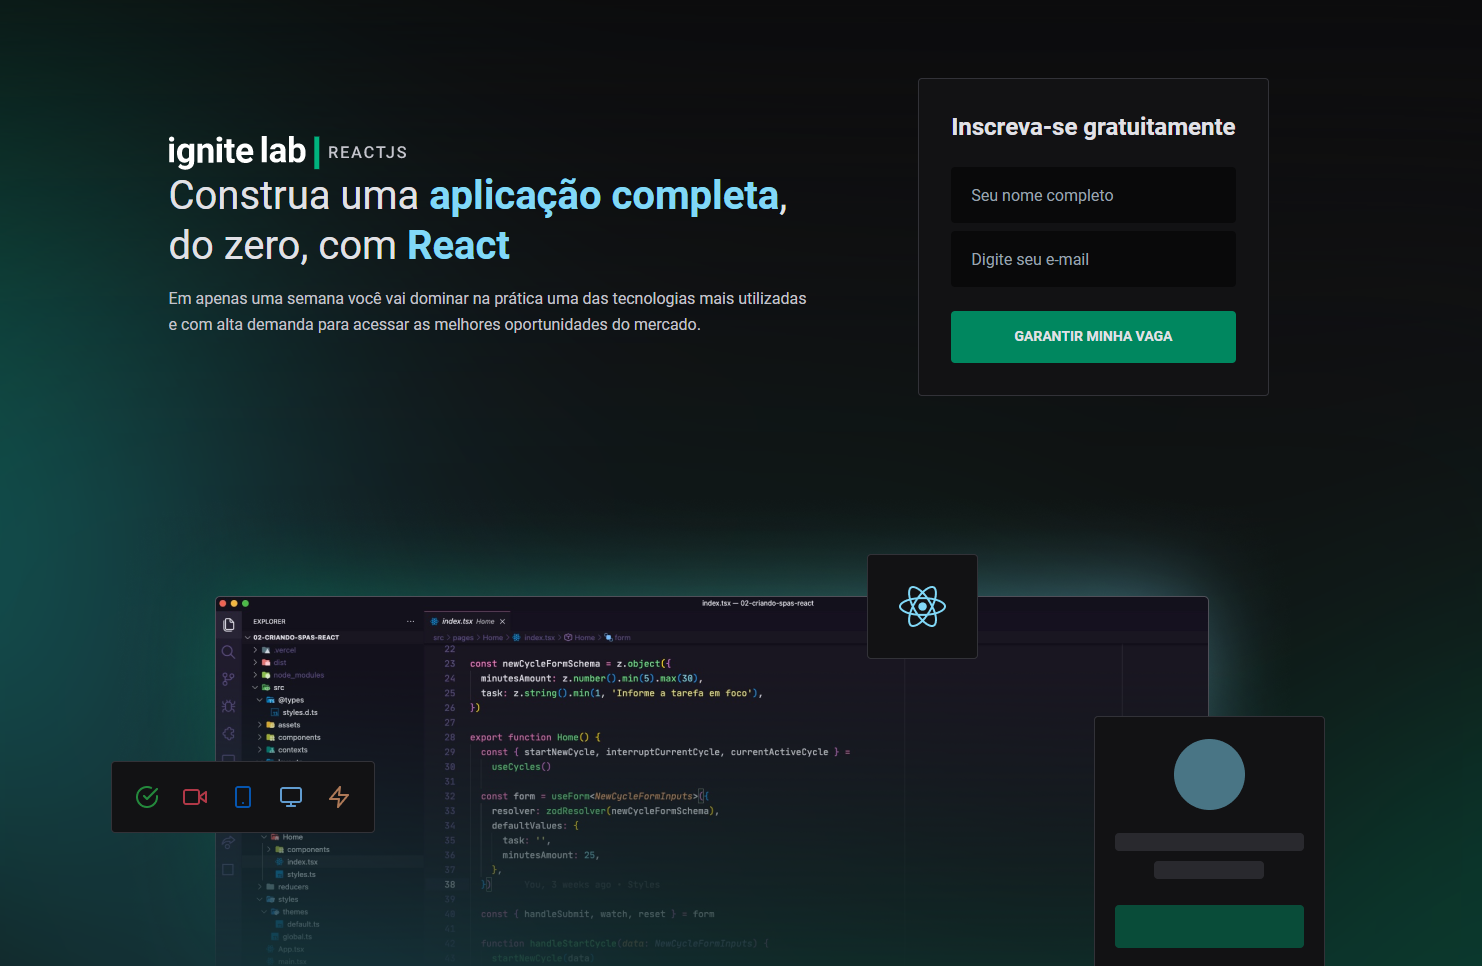 ignite lab | REACTJS
Construa uma aplicação completa,
do zero, com React
Em apenas uma semana você vai dominar na prática uma das tecnologias mais utilizadas
e com alta demanda para acessar as melhores oportunidades do mercado.
Inscreva-se gratuitamente
Seu nome completo
Digite seu e-mail
GARANTIR MINHA VAGA
index.tsx — 02-criando-spas-react
EXPLORER
02-CRIANDO-SPAS-REACT
.vercel
dist
node_modules
src
@types
styles.d.ts
assets
components
contexts
Home
components
index.tsx
styles.ts
reducers
styles
themes
default.ts
global.ts
App.tsx
main.tsx
index.tsx Home
src > pages > Home > index.tsx > Home > form
22
23 const newCycleFormSchema = z.object({
24 minutesAmount: z.number().min(5).max(30),
25 task: z.string().min(1, 'Informe a tarefa em foco'),
26 })
27
28 export function Home() {
29 const { startNewCycle, interruptCurrentCycle, currentActiveCycle } =
30 useCycles()
31
32 const form = useForm<NewCycleFormInputs>({
33 resolver: zodResolver(newCycleFormSchema),
34 defaultValues: {
35 task: '',
36 minutesAmount: 25,
37 },
38 }) You, 3 weeks ago • Styles
39
40 const { handleSubmit, watch, reset } = form
41
42 function handleStartCycle(data: NewCycleFormInputs) {
43 startNewCycle(data)